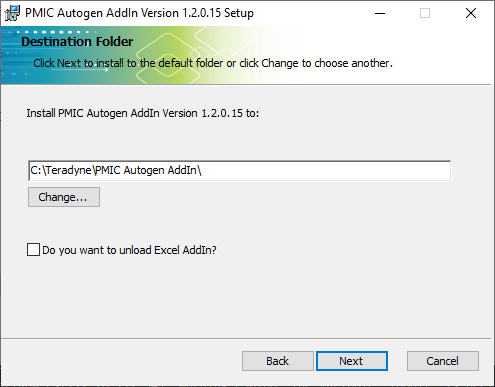 PMIC Autogen AddIn Version 1.2.0.15 Setup
Destination Folder
Click Next to install to the default folder or click Change to choose another.
Install PMIC Autogen AddIn Version 1.2.0.15 to:
C:\Teradyne\PMIC Autogen AddIn\
Change...
Do you want to unload Excel AddIn?
Back Next Cancel